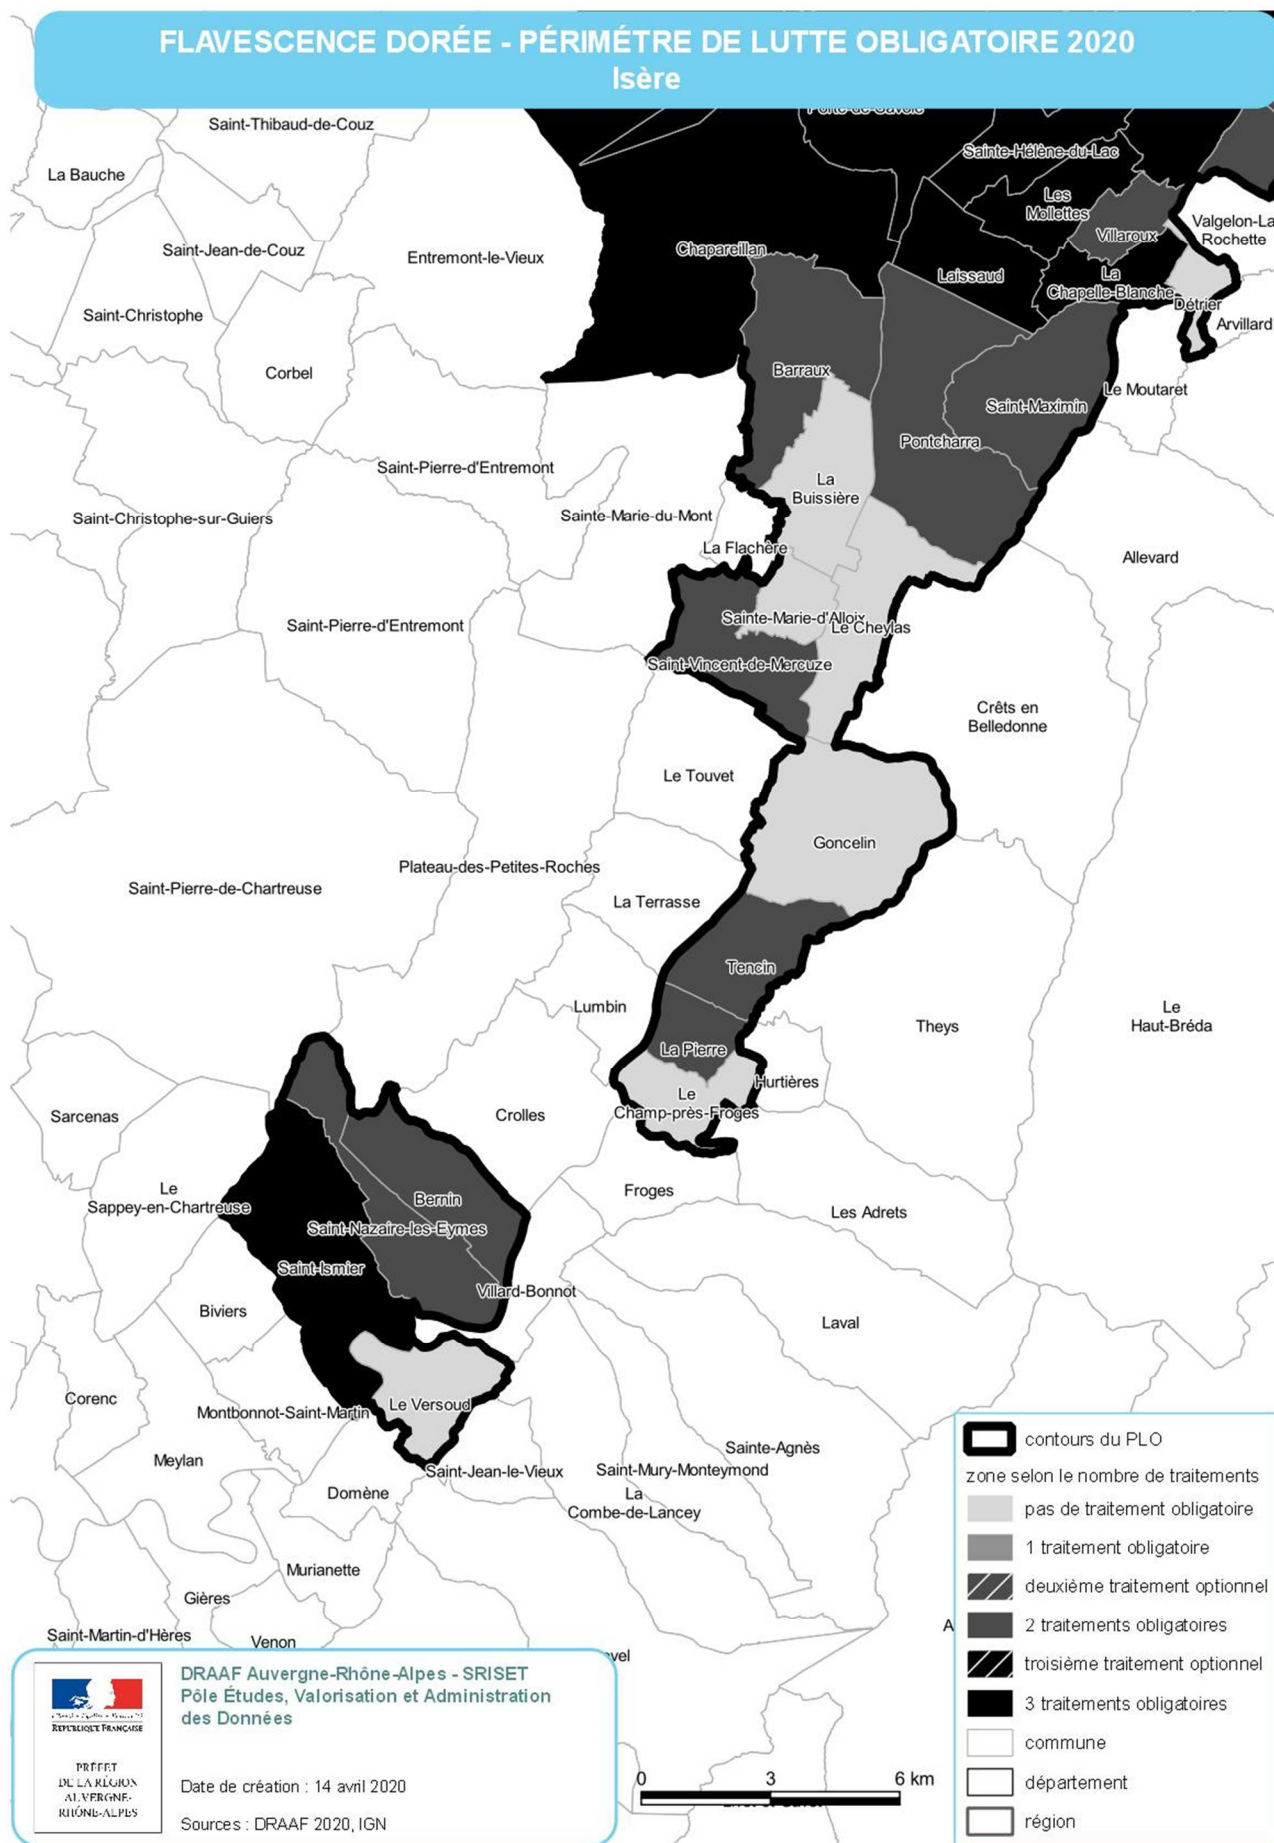 FLAVESCENCE DORÉE - PÉRIMÉTRE DE LUTTE OBLIGATOIRE 2020
Isère
Porte-de-Savoie
Saint-Thibaud-de-Couz
La Bauche
Sainte-Hélène-du-Lac
Les
Mollettes
Villaroux
Valgelon-La
Rochette
Saint-Jean-de-Couz
Entremont-le-Vieux
Chapareillan
Laissaud
La
Chapelle-Blanche
Détrier
Arvillard
Saint-Christophe
Corbel
Barraux
Le Moutaret
Saint-Maximin
Pontcharra
Saint-Pierre-d'Entremont
La
Buissière
Saint-Christophe-sur-Guiers
Sainte-Marie-du-Mont
La Flachère
Allevard
Saint-Pierre-d'Entremont
Sainte-Marie-d'Alloix
Le Cheylas
Saint-Vincent-de-Mercuze
Crêts en
Belledonne
Le Touvet
Goncelin
Plateau-des-Petites-Roches
Saint-Pierre-de-Chartreuse
La Terrasse
Tencin
Lumbin
Theys
Le
Haut-Bréda
La Pierre
Hurtières
Le
Champ-près-Froges
Sarcenas
Crolles
Le
Sappey-en-Chartreuse
Froges
Bernin
Les Adrets
Saint-Nazaire-les-Eymes
Saint-Ismier
Villard-Bonnot
Biviers
Laval
Corenc
Le Versoud
Montbonnot-Saint-Martin
Meylan
Saint-Jean-le-Vieux
Sainte-Agnès
Saint-Mury-Monteymond
Domène
La
Combe-de-Lancey
Murianette
Gières
Saint-Martin-d'Hères
Venon
vel
A
contours du PLO
zone selon le nombre de traitements
pas de traitement obligatoire
1 traitement obligatoire
deuxième traitement optionnel
2 traitements obligatoires
troisième traitement optionnel
3 traitements obligatoires
commune
département
région
0 3 6 km
RÉPUBLIQUE FRANÇAISE
PRÉFET
DE LA RÉGION
AUVERGNE-
RHÔNE-ALPES
DRAAF Auvergne-Rhône-Alpes - SRISET
Pôle Études, Valorisation et Administration
des Données
Date de création : 14 avril 2020
Sources : DRAAF 2020, IGN